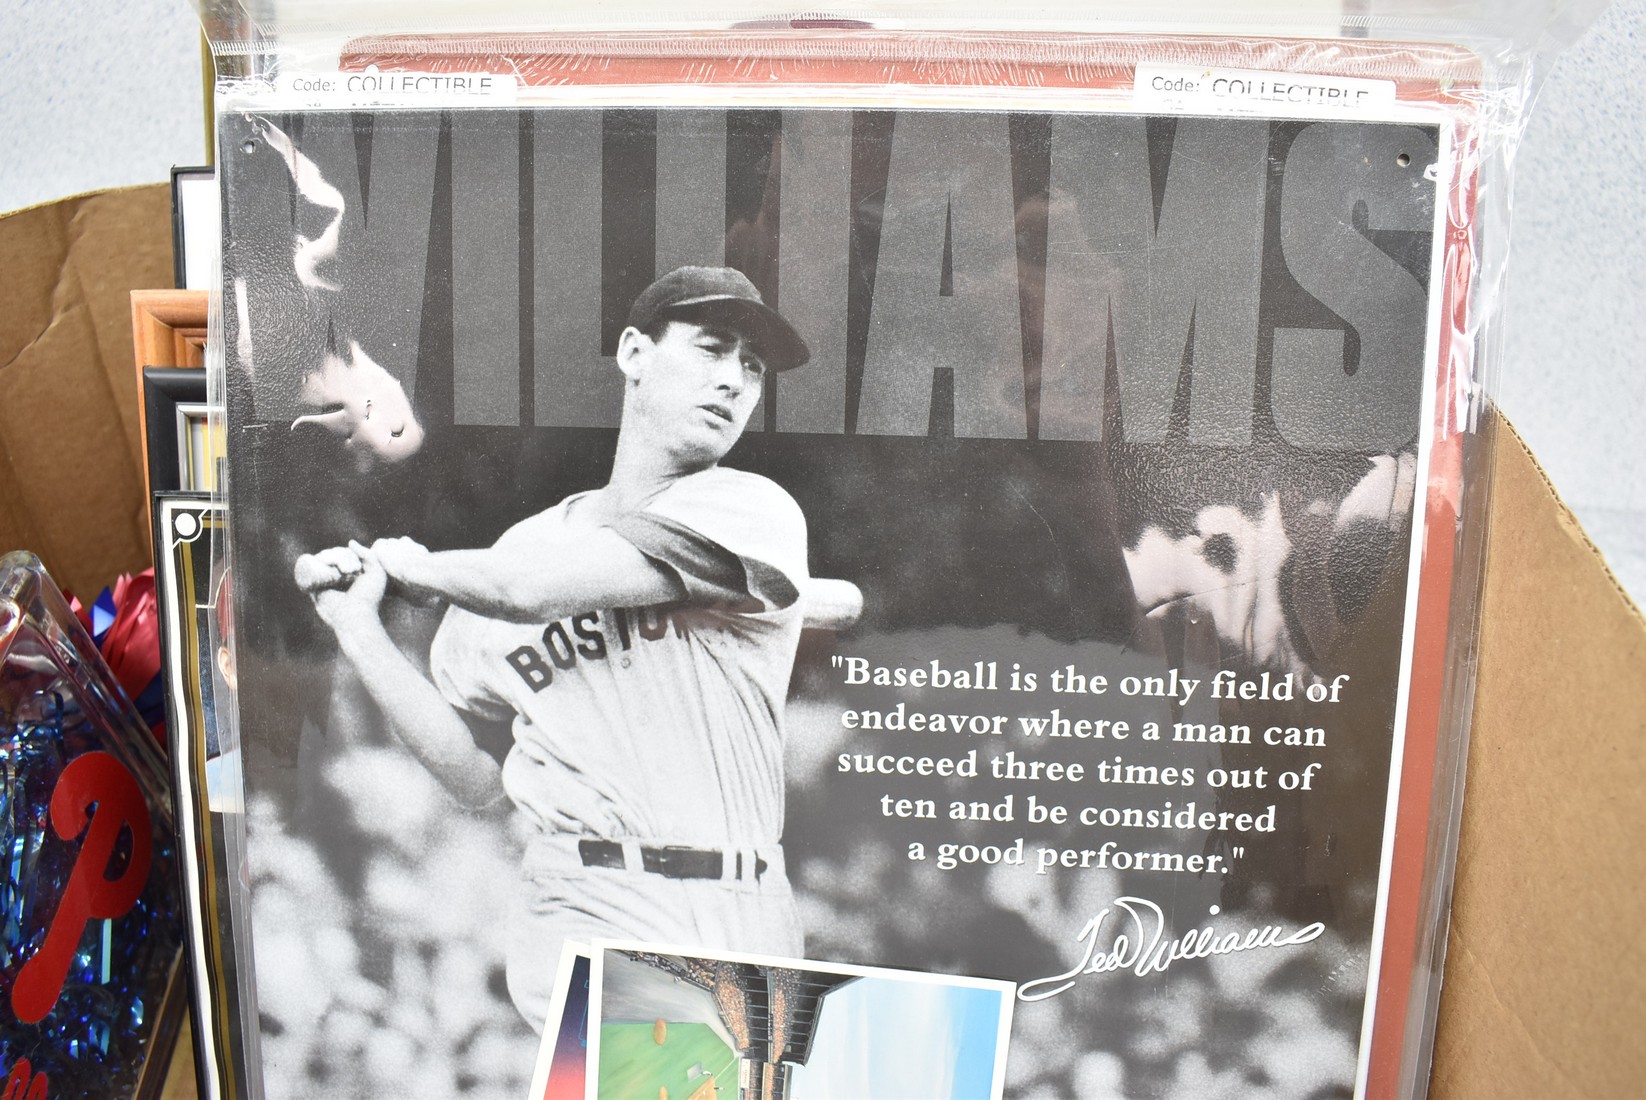 Code: COLLECTIBLE
Code: COLLECTIBLE
WILLIAMS
BOSTON
"Baseball is the only field of
endeavor where a man can
succeed three times out of
ten and be considered
a good performer."
Ted Williams
P